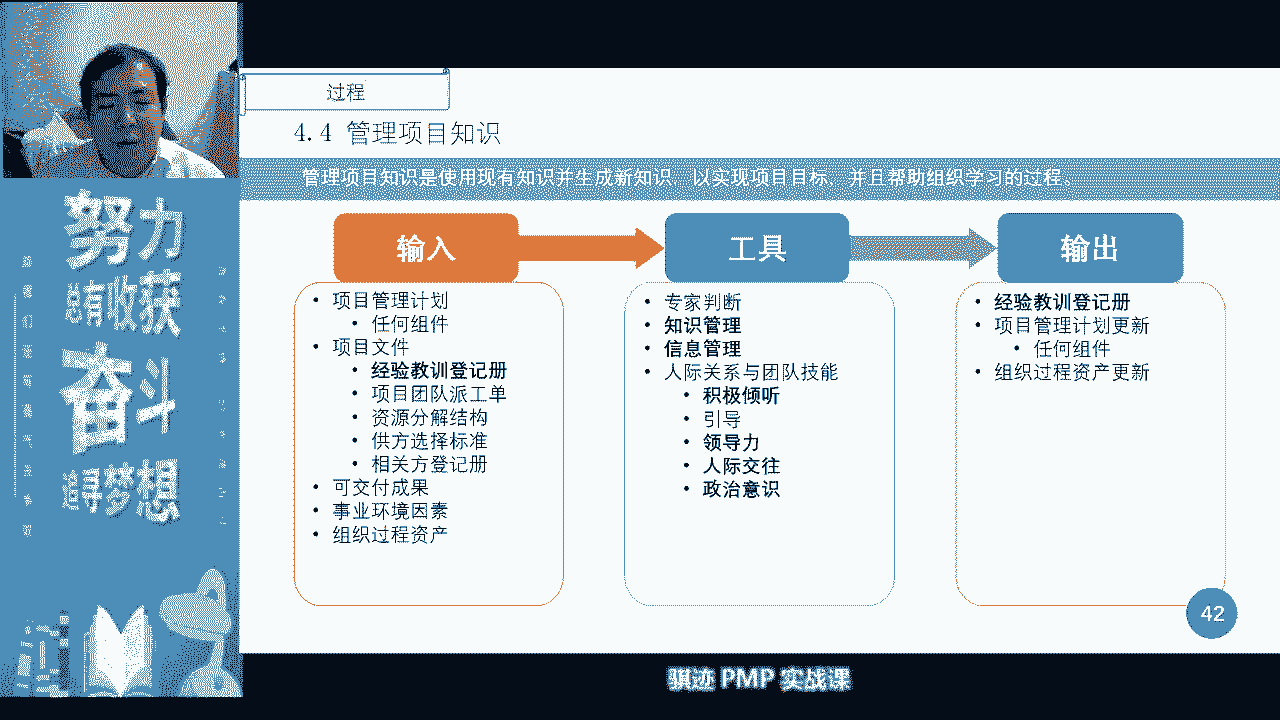 过程
4.4 管理项目知识
管理项目知识是使用现有知识并生成新知识，以实现项目目标，并且帮助组织学习的过程。
输入
• 项目管理计划
• 任何组件
• 项目文件
• 经验教训登记册
• 项目团队派工单
• 资源分解结构
• 供方选择标准
• 相关方登记册
• 可交付成果
• 事业环境因素
• 组织过程资产
工具
• 专家判断
• 知识管理
• 信息管理
• 人际关系与团队技能
• 积极倾听
• 引导
• 领导力
• 人际交往
• 政治意识
输出
• 经验教训登记册
• 项目管理计划更新
• 任何组件
• 组织过程资产更新
42
努力
总有收获
奋斗
追寻梦想
骐迹 PMP 实战课